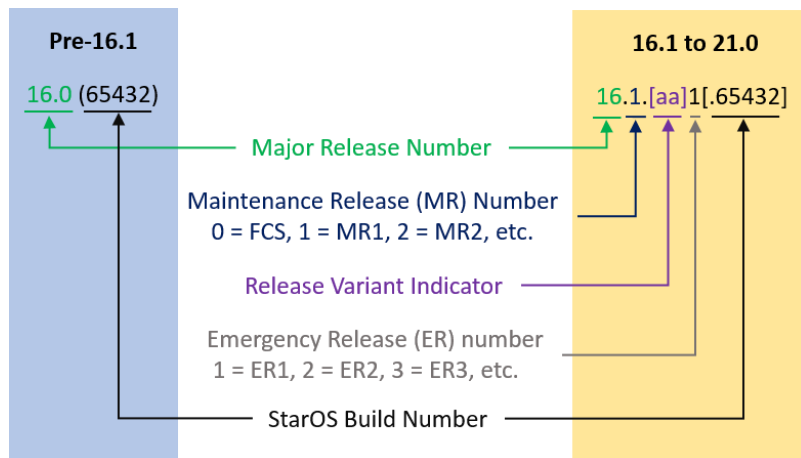 Pre-16.1
16.1 to 21.0
16.0 (65432)
16.1.[aa]1[.65432]
Major Release Number
Maintenance Release (MR) Number
0 = FCS, 1 = MR1, 2 = MR2, etc.
Release Variant Indicator
Emergency Release (ER) number
1 = ER1, 2 = ER2, 3 = ER3, etc.
StarOS Build Number